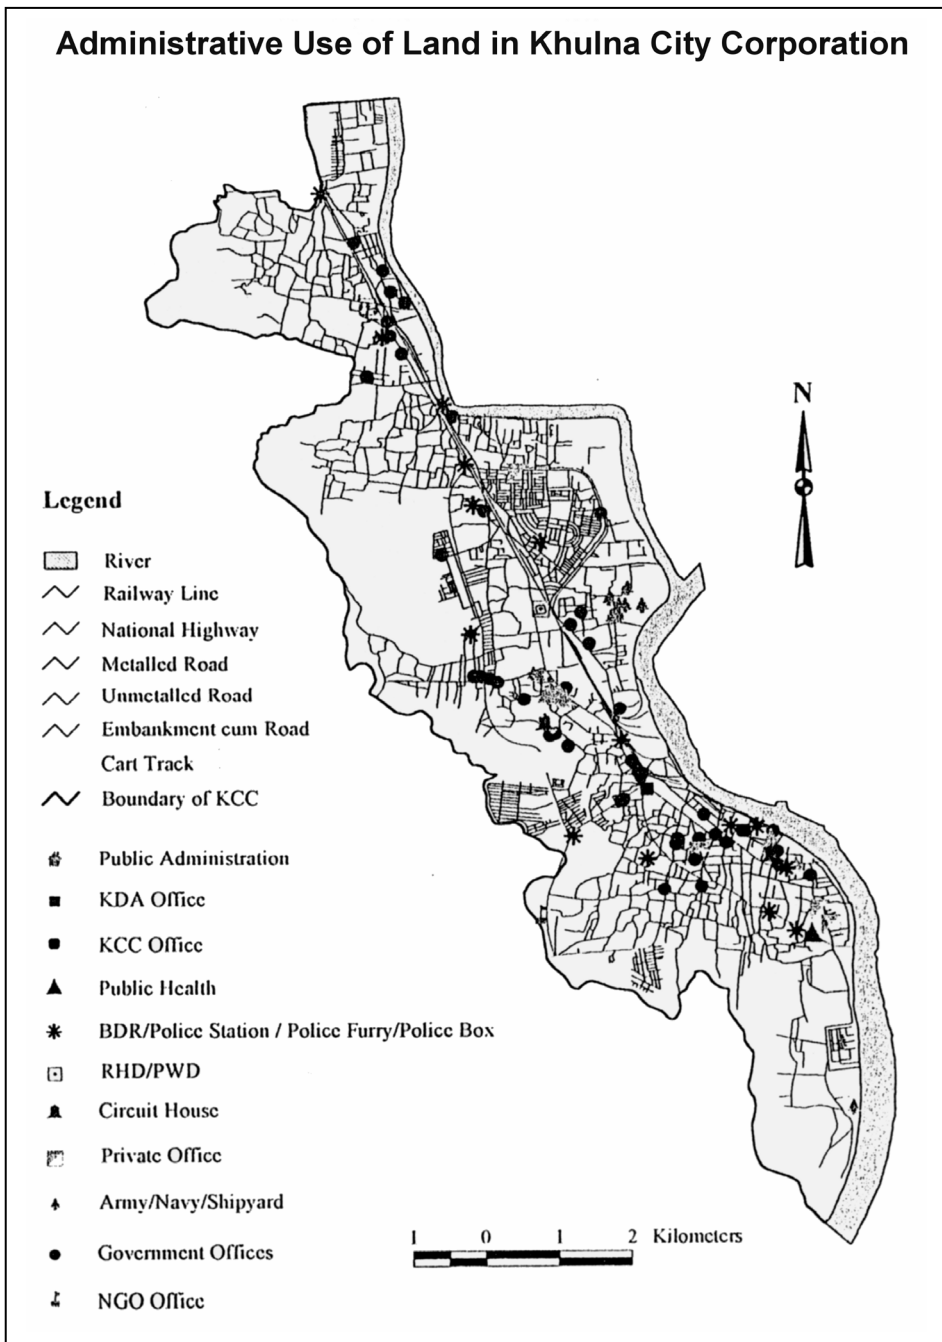 Administrative Use of Land in Khulna City Corporation
N
Legend
River
Railway Line
National Highway
Metalled Road
Unmetalled Road
Embankment cum Road
Cart Track
Boundary of KCC
Public Administration
KDA Office
KCC Office
Public Health
BDR/Police Station / Police Furry/Police Box
RHD/PWD
Circuit House
Private Office
Army/Navy/Shipyard
Government Offices
NGO Office
1 0 1 2 Kilometers